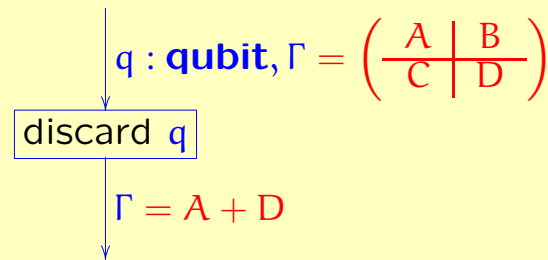 q : qubit, Γ = ( A B
C D )
discard q
Γ = A + D